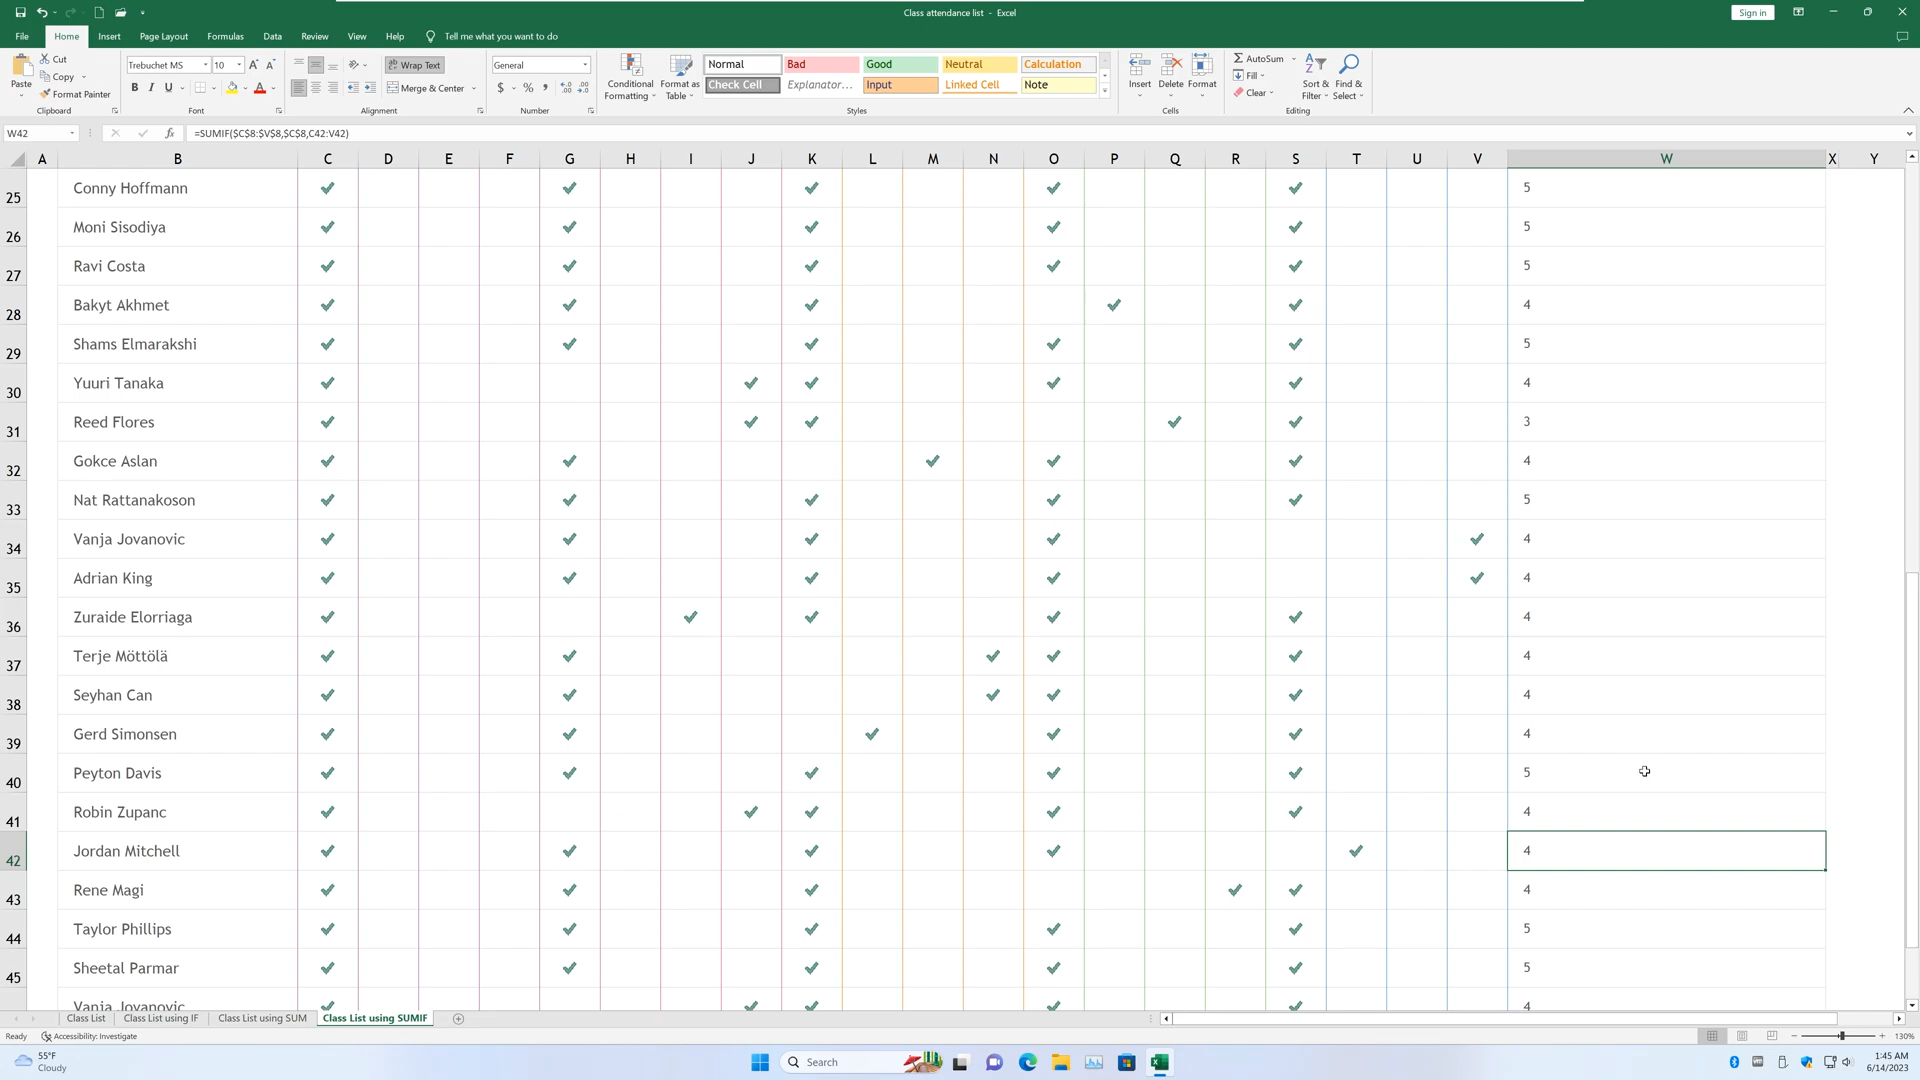 Class attendance list - Excel
Sign in
File Home Insert Page Layout Formulas Data Review View Help Tell me what you want to do
Cut
Copy
Format Painter
Paste
Clipboard
Trebuchet MS 10
B I U
Font
Wrap Text
Merge & Center
Alignment
General
$ % ,
Number
Conditional Formatting
Format as Table
Normal Bad Good Neutral Calculation
Check Cell Explanator... Input Linked Cell Note
Styles
Insert Delete Format
Cells
AutoSum
Fill
Clear
Sort & Filter
Find & Select
Editing
W42 fx =SUMIF($C$8:$V$8,$C$8,C42:V42)
A B C D E F G H I J K L M N O P Q R S T U V W X Y
25 Conny Hoffmann 5
26 Moni Sisodiya 5
27 Ravi Costa 5
28 Bakyt Akhmet 4
29 Shams Elmarakshi 5
30 Yuuri Tanaka 4
31 Reed Flores 3
32 Gokce Aslan 4
33 Nat Rattanakoson 5
34 Vanja Jovanovic 4
35 Adrian King 4
36 Zuraide Elorriaga 4
37 Terje Möttölä 4
38 Seyhan Can 4
39 Gerd Simonsen 4
40 Peyton Davis 5
41 Robin Zupanc 4
42 Jordan Mitchell 4
43 Rene Magi 4
44 Taylor Phillips 5
45 Sheetal Parmar 5
Vanja Jovanovic 4
Class List Class List using IF Class List using SUM Class List using SUMIF
Ready Accessibility: Investigate 130%
55°F
Cloudy
Search
1:45 AM
6/14/2023